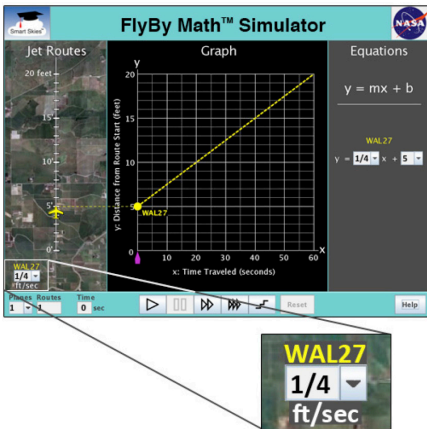 Smart Skies™
FlyBy Math™ Simulator
NASA
Jet Routes
20 feet
15'
10'
5'
0'
WAL27
1/4
ft/sec
Graph
y
20
15
10
5
0
y: Distance from Route Start (feet)
WAL27
10 20 30 40 50 60
x
x: Time Traveled (seconds)
Equations
y = mx + b
WAL27
y = 1/4 x + 5
Planes Routes Time
1 1 0 sec
Reset
Help
WAL27
1/4
ft/sec